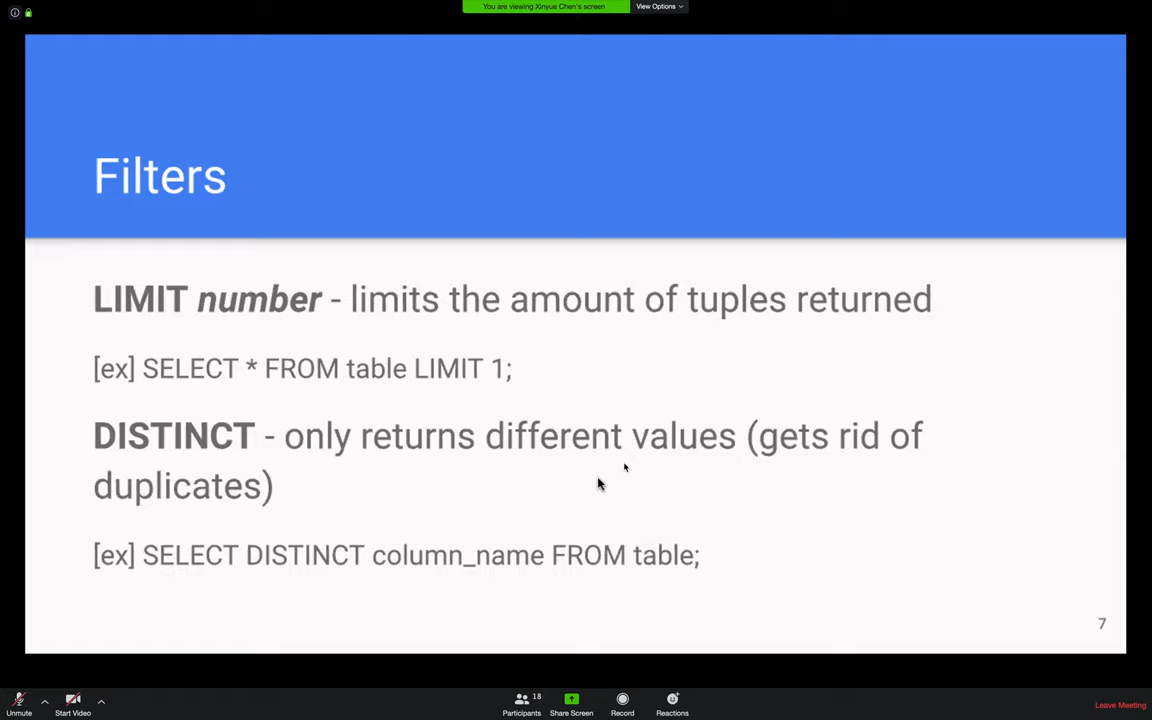 You are viewing Xinyue Chen's screen
View Options
Filters
LIMIT number - limits the amount of tuples returned
[ex] SELECT * FROM table LIMIT 1;
DISTINCT - only returns different values (gets rid of
duplicates)
[ex] SELECT DISTINCT column_name FROM table;
7
Unmute
Start Video
18
Participants
Share Screen
Record
Reactions
Leave Meeting